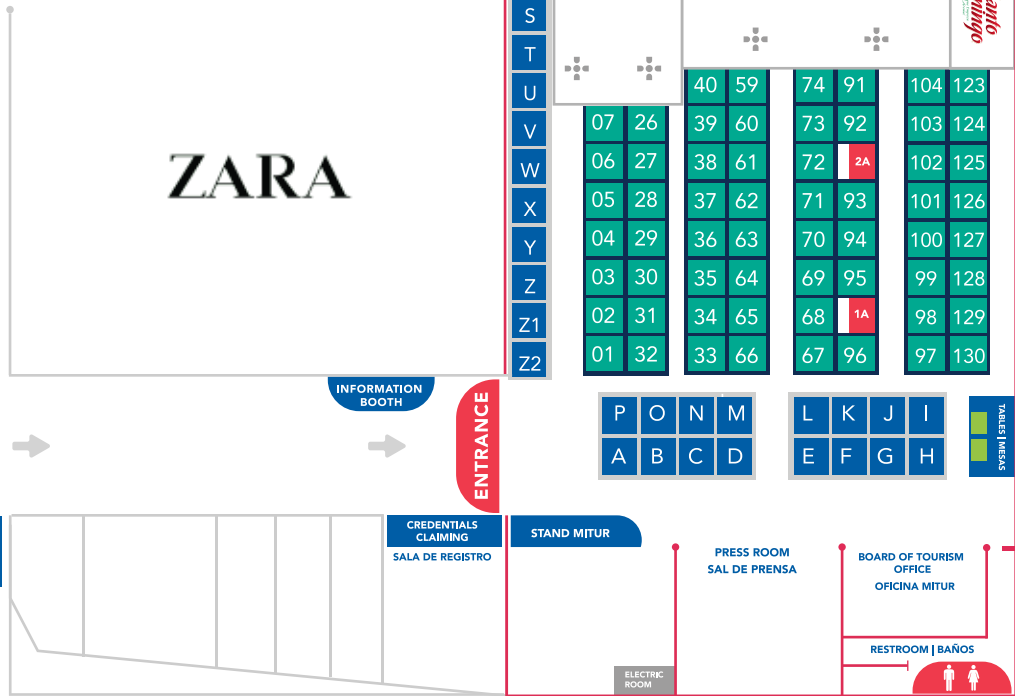 ZARA
S
T
U
V
W
X
Y
Z
Z1
Z2
40 59 74 91 104 123
07 26 39 60 73 92 103 124
06 27 38 61 72 2A 102 125
05 28 37 62 71 93 101 126
04 29 36 63 70 94 100 127
03 30 35 64 69 95 99 128
02 31 34 65 68 1A 98 129
01 32 33 66 67 96 97 130
INFORMATION
BOOTH
ENTRANCE
P O N M L K J I
A B C D E F G H
TABLES | MESAS
CREDENTIALS
CLAIMING
SALA DE REGISTRO
STAND MITUR
PRESS ROOM
SAL DE PRENSA
BOARD OF TOURISM
OFFICE
OFICINA MITUR
RESTROOM | BAÑOS
ELECTRIC
ROOM